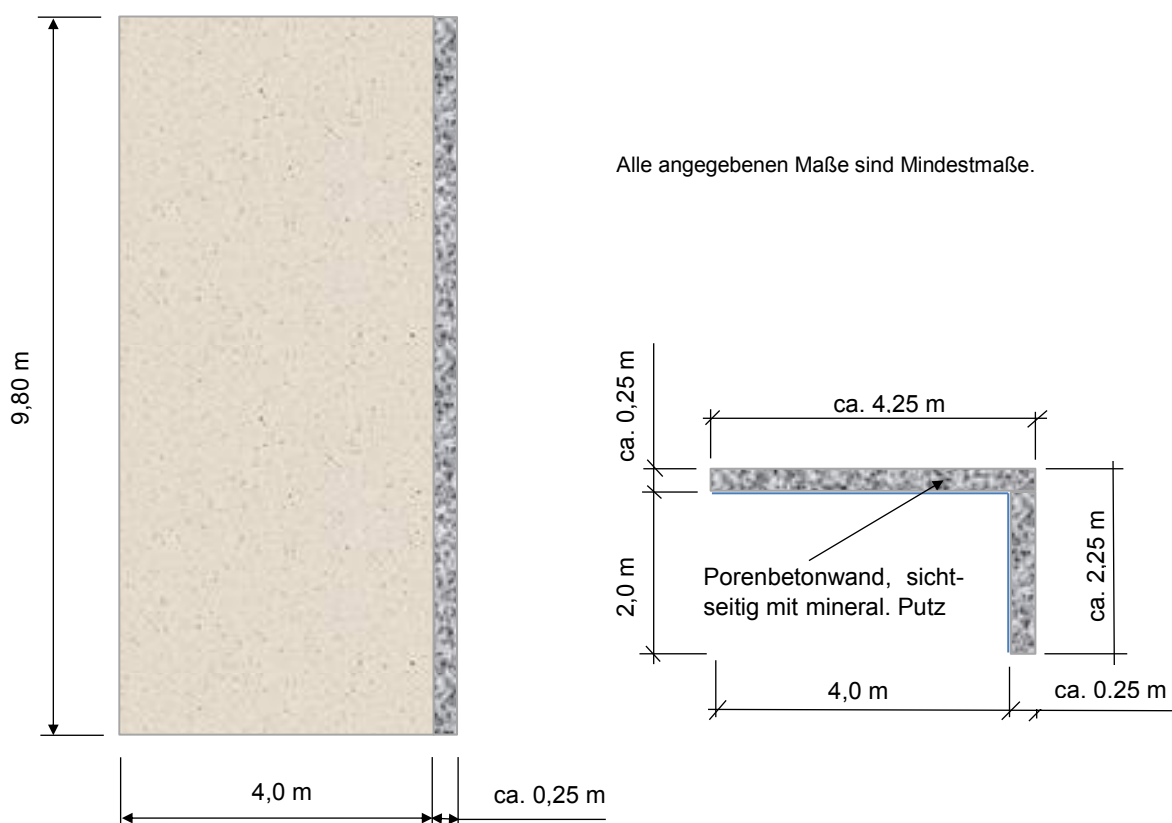 Alle angegebenen Maße sind Mindestmaße.
9,80 m
4,0 m
ca. 0,25 m
ca. 0,25 m
ca. 4,25 m
2,0 m
Porenbetonwand, sicht-
seitig mit mineral. Putz
ca. 2,25 m
4,0 m
ca. 0.25 m